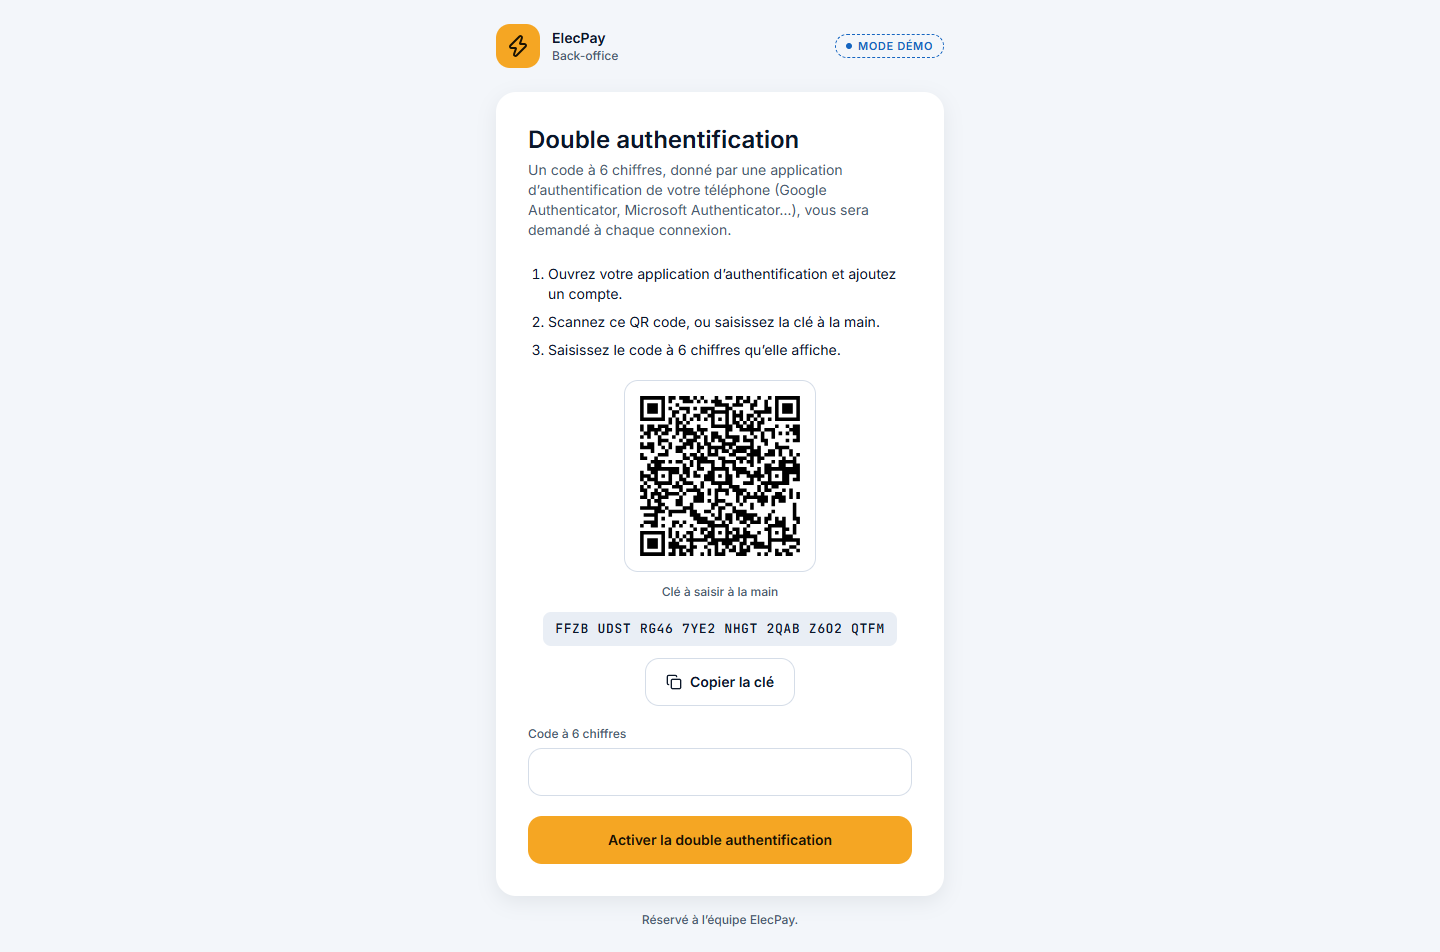 ElecPay
Back-office
MODE DÉMO
Double authentification
Un code à 6 chiffres, donné par une application
d’authentification de votre téléphone (Google
Authenticator, Microsoft Authenticator…), vous sera
demandé à chaque connexion.
1. Ouvrez votre application d’authentification et ajoutez
un compte.
2. Scannez ce QR code, ou saisissez la clé à la main.
3. Saisissez le code à 6 chiffres qu’elle affiche.
Clé à saisir à la main
FFZB UDST RG46 7YE2 NHGT 2QAB Z6O2 QTFM
Copier la clé
Code à 6 chiffres
Activer la double authentification
Réservé à l’équipe ElecPay.